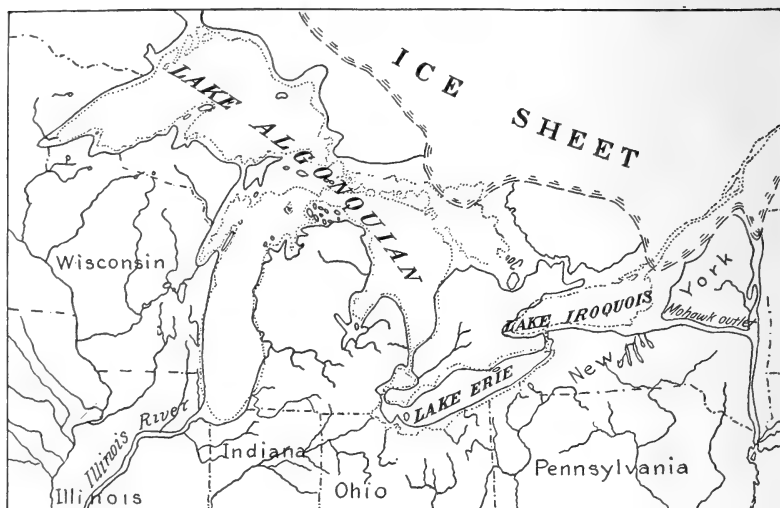 ICE SHEET
LAKE ALGONQUIAN
Wisconsin
York
LAKE IROQUOIS
Mohawk outlet
New
LAKE ERIE
Illinois River
Indiana
Pennsylvania
Illinois
Ohio